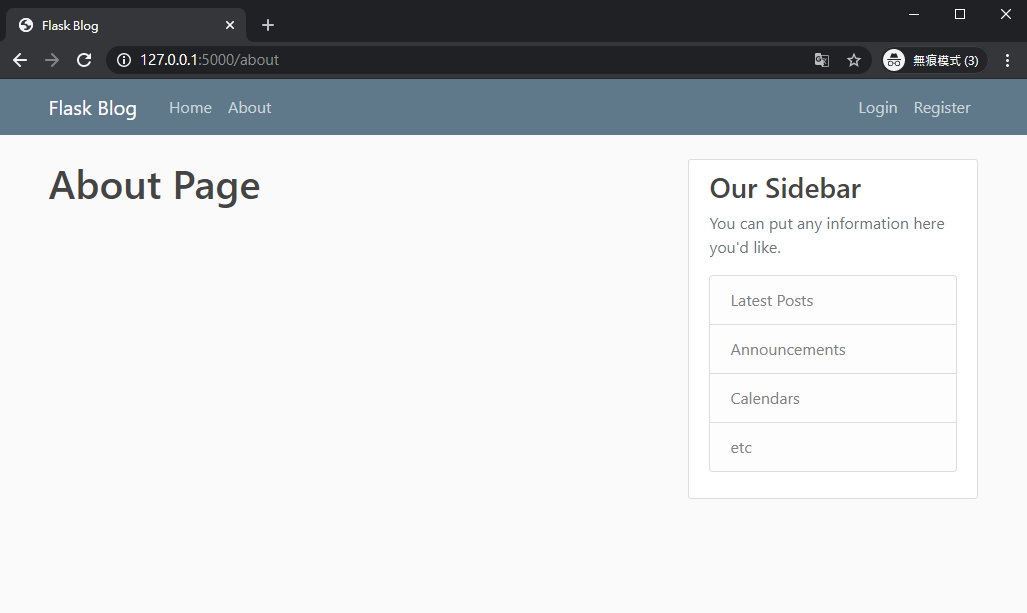 Flask Blog
127.0.0.1:5000/about
無痕模式 (3)
Flask Blog Home About Login Register
About Page
Our Sidebar
You can put any information here
you'd like.
Latest Posts
Announcements
Calendars
etc